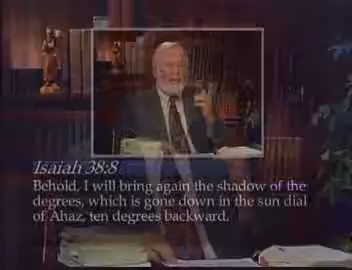 Isaiah 38:8
Behold, I will bring again the shadow of the
degrees, which is gone down in the sun dial
of Ahaz, ten degrees backward.